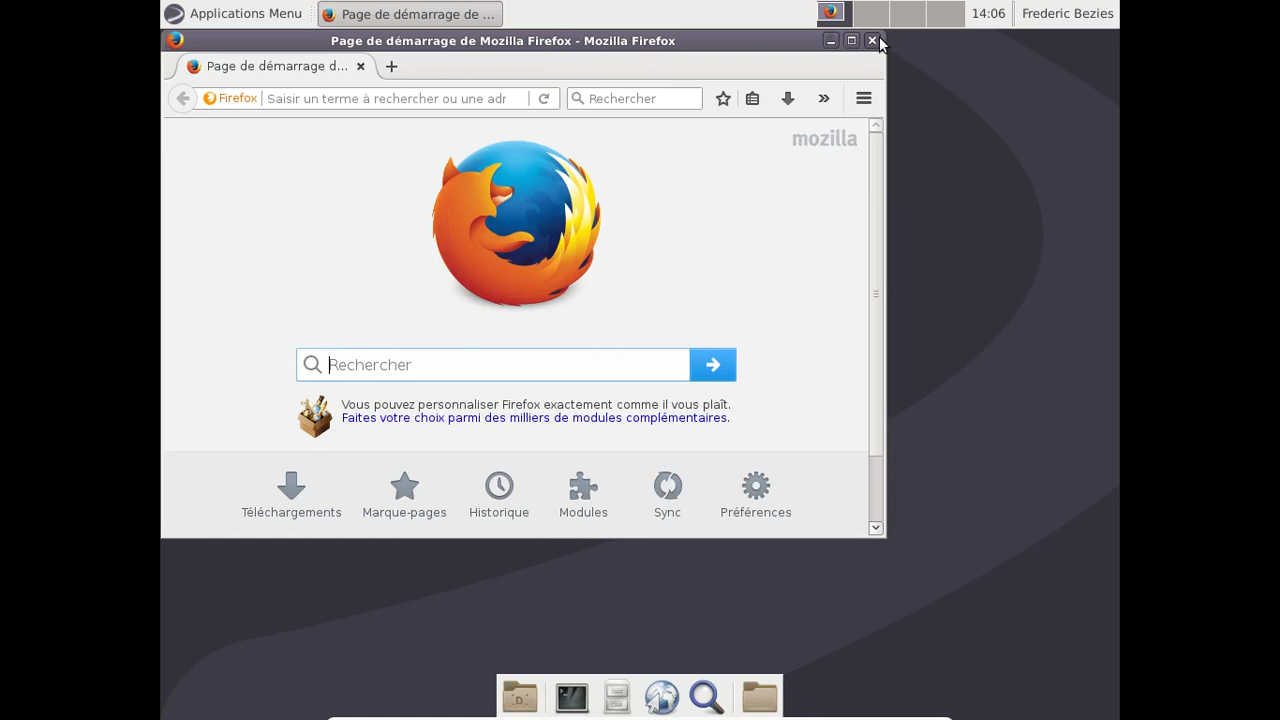 Applications Menu
Page de démarrage de ...
14:06
Frederic Bezies
Page de démarrage de Mozilla Firefox - Mozilla Firefox
Page de démarrage d...
Firefox
Saisir un terme à rechercher ou une adr
Rechercher
mozilla
Rechercher
Vous pouvez personnaliser Firefox exactement comme il vous plaît.
Faites votre choix parmi des milliers de modules complémentaires.
Téléchargements
Marque-pages
Historique
Modules
Sync
Préférences